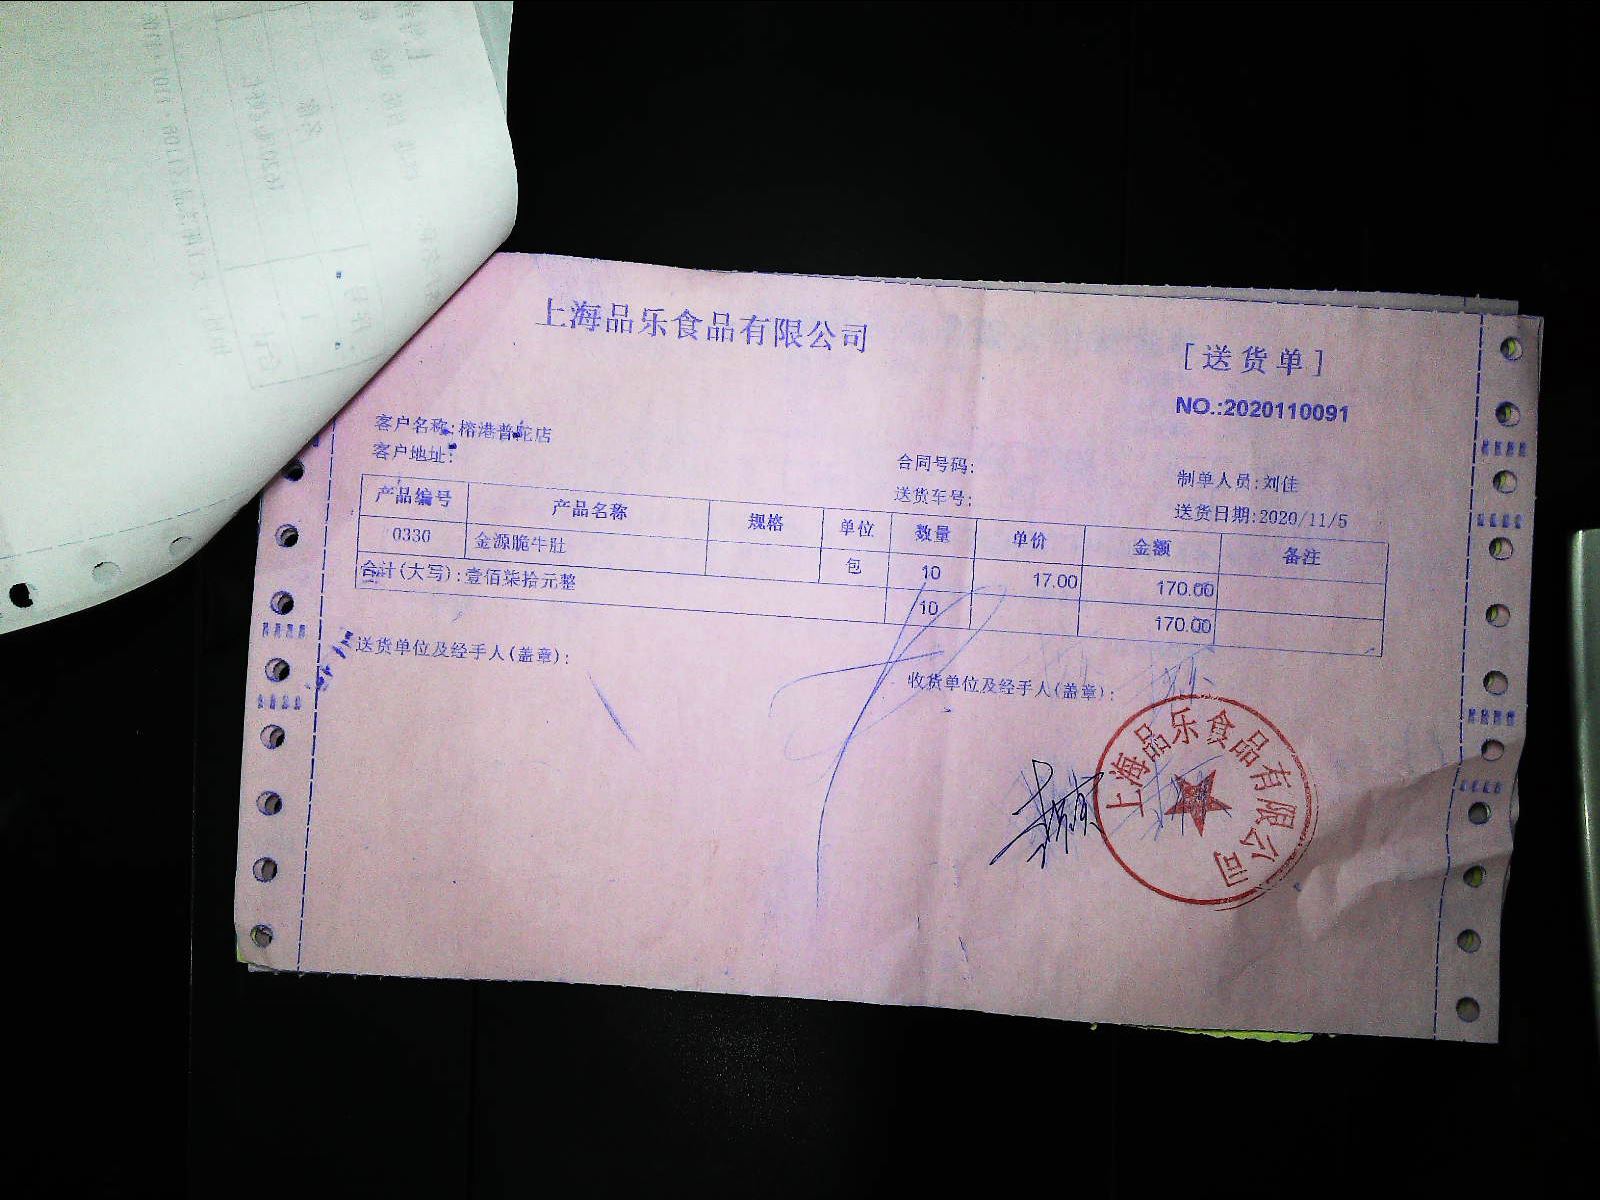 上海品乐食品有限公司
[送货单]
NO.:2020110091
客户名称:榕港普陀店
客户地址:
合同号码:
制单人员:刘佳
送货车号:
送货日期:2020/11/5
产品编号 产品名称 规格 单位 数量 单价 金额 备注
0330 金源脆牛肚 包 10 17.00 170.00
合计(大写):壹佰柒拾元整 10 170.00
送货单位及经手人(盖章):
收货单位及经手人(盖章):
上海品乐食品有限公司